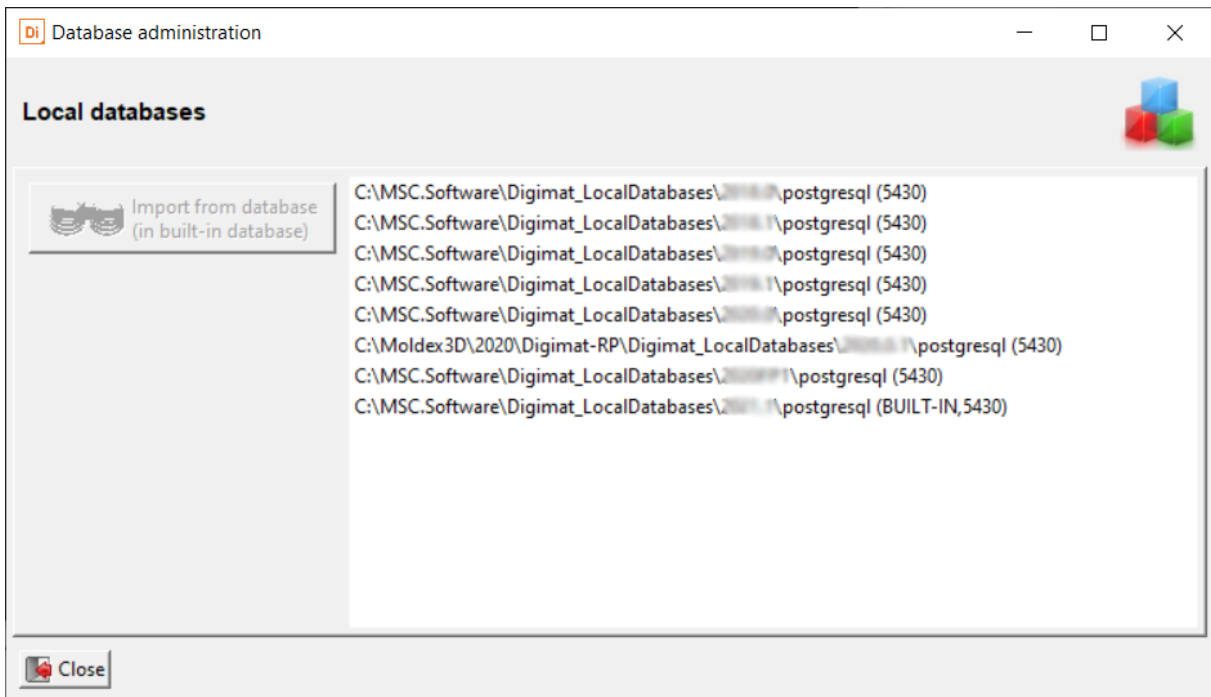 Di Database administration
Local databases
Import from database
(in built-in database)
C:\MSC.Software\Digimat_LocalDatabases\ \postgresql (5430)
C:\MSC.Software\Digimat_LocalDatabases\ \postgresql (5430)
C:\MSC.Software\Digimat_LocalDatabases\ \postgresql (5430)
C:\MSC.Software\Digimat_LocalDatabases\ \postgresql (5430)
C:\MSC.Software\Digimat_LocalDatabases\ \postgresql (5430)
C:\Moldex3D\2020\Digimat-RP\Digimat_LocalDatabases\ \postgresql (5430)
C:\MSC.Software\Digimat_LocalDatabases\ \postgresql (5430)
C:\MSC.Software\Digimat_LocalDatabases\ \postgresql (BUILT-IN,5430)
Close